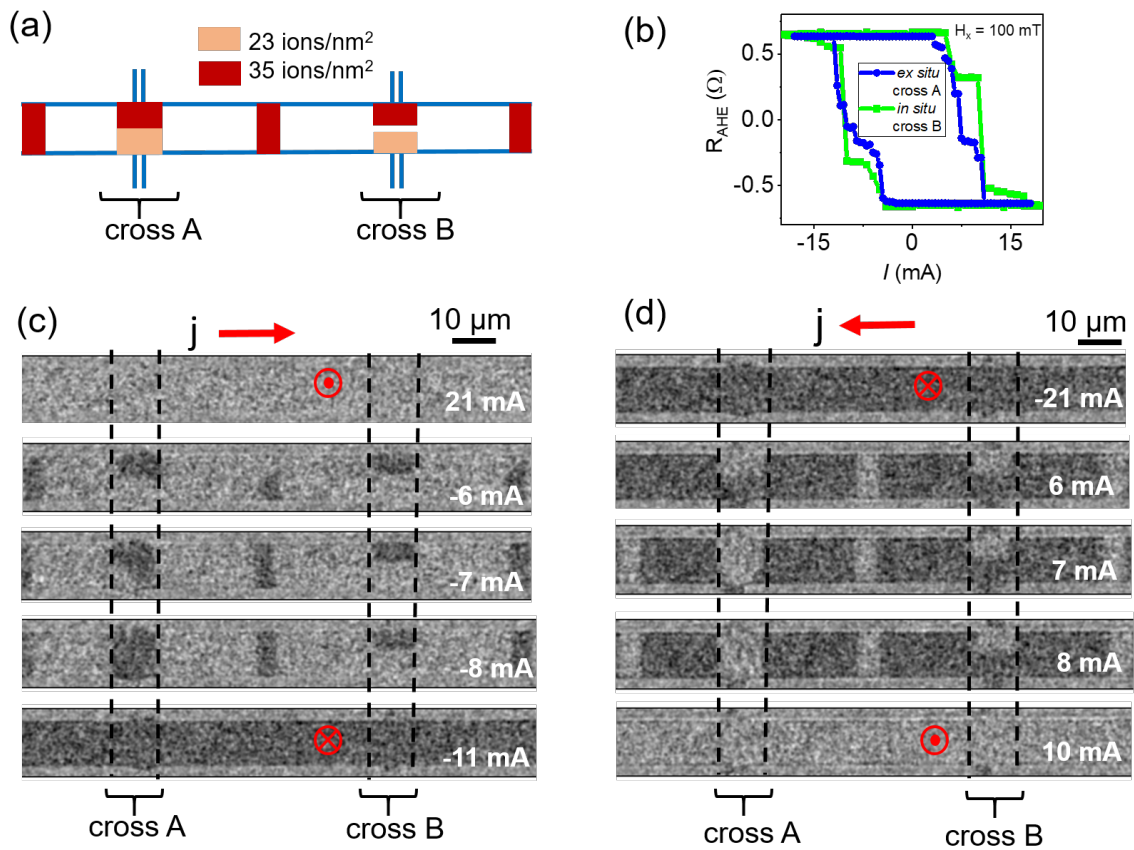 (a)
23 ions/nm²
35 ions/nm²
cross A
cross B
(b)
R_AHE (Ω)
0.5
0.0
-0.5
Hₓ = 100 mT
ex situ
cross A
in situ
cross B
-15
0
15
I (mA)
(c)
j
10 µm
21 mA
-6 mA
-7 mA
-8 mA
-11 mA
cross A
cross B
(d)
j
10 µm
-21 mA
6 mA
7 mA
8 mA
10 mA
cross A
cross B